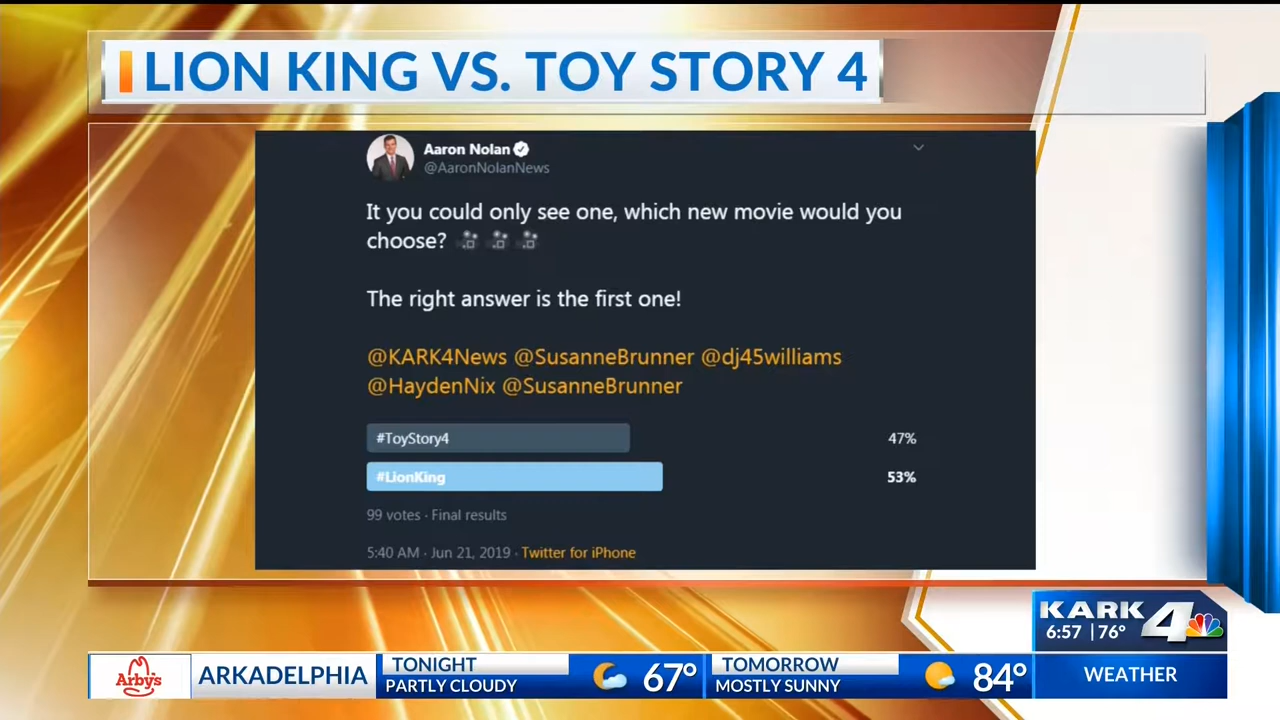 LION KING VS. TOY STORY 4
Aaron Nolan
@AaronNolanNews
It you could only see one, which new movie would you
choose?
The right answer is the first one!
@KARK4News @SusanneBrunner @dj45williams
@HaydenNix @SusanneBrunner
#ToyStory4 47%
#LionKing 53%
99 votes · Final results
5:40 AM · Jun 21, 2019 · Twitter for iPhone
KARK 4
6:57 | 76°
Arby's ARKADELPHIA TONIGHT PARTLY CLOUDY 67° TOMORROW MOSTLY SUNNY 84° WEATHER